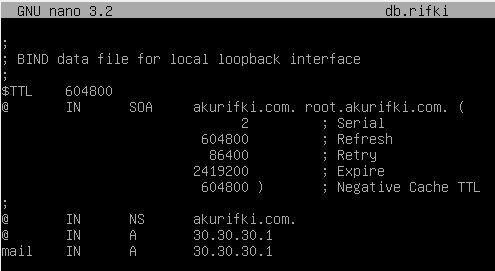 GNU nano 3.2 db.rifki
;
; BIND data file for local loopback interface
;
$TTL 604800
@ IN SOA akurifki.com. root.akurifki.com. (
2 ; Serial
604800 ; Refresh
86400 ; Retry
2419200 ; Expire
604800 ) ; Negative Cache TTL
;
@ IN NS akurifki.com.
@ IN A 30.30.30.1
mail IN A 30.30.30.1